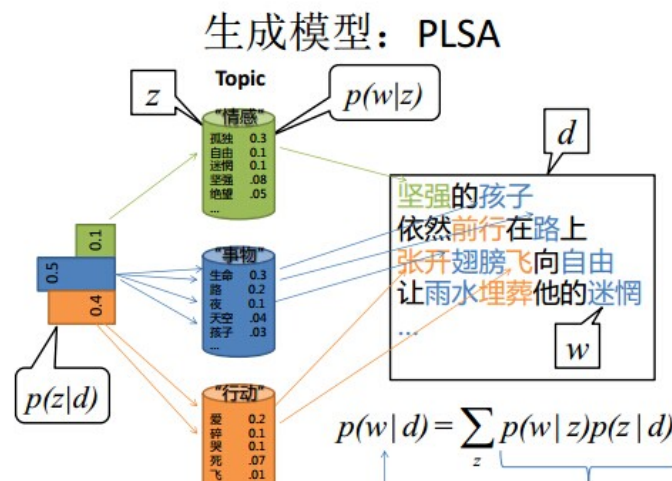 生成模型：PLSA
Topic
z
p(w|z)
"情感"
孤独 0.3
自由 0.1
迷惘 0.1
坚强 .08
绝望 .05
...
d
坚强的孩子
依然前行在路上
张开翅膀飞向自由
让雨水埋葬他的迷惘
...
w
0.1
0.5
0.4
p(z|d)
"事物"
生命 0.3
路 0.2
夜 0.1
天空 .04
孩子 .03
...
"行动"
爱 0.2
碎 0.1
哭 0.1
死 .07
飞 .01
p(w|d) = ∑ p(w|z)p(z|d)
z